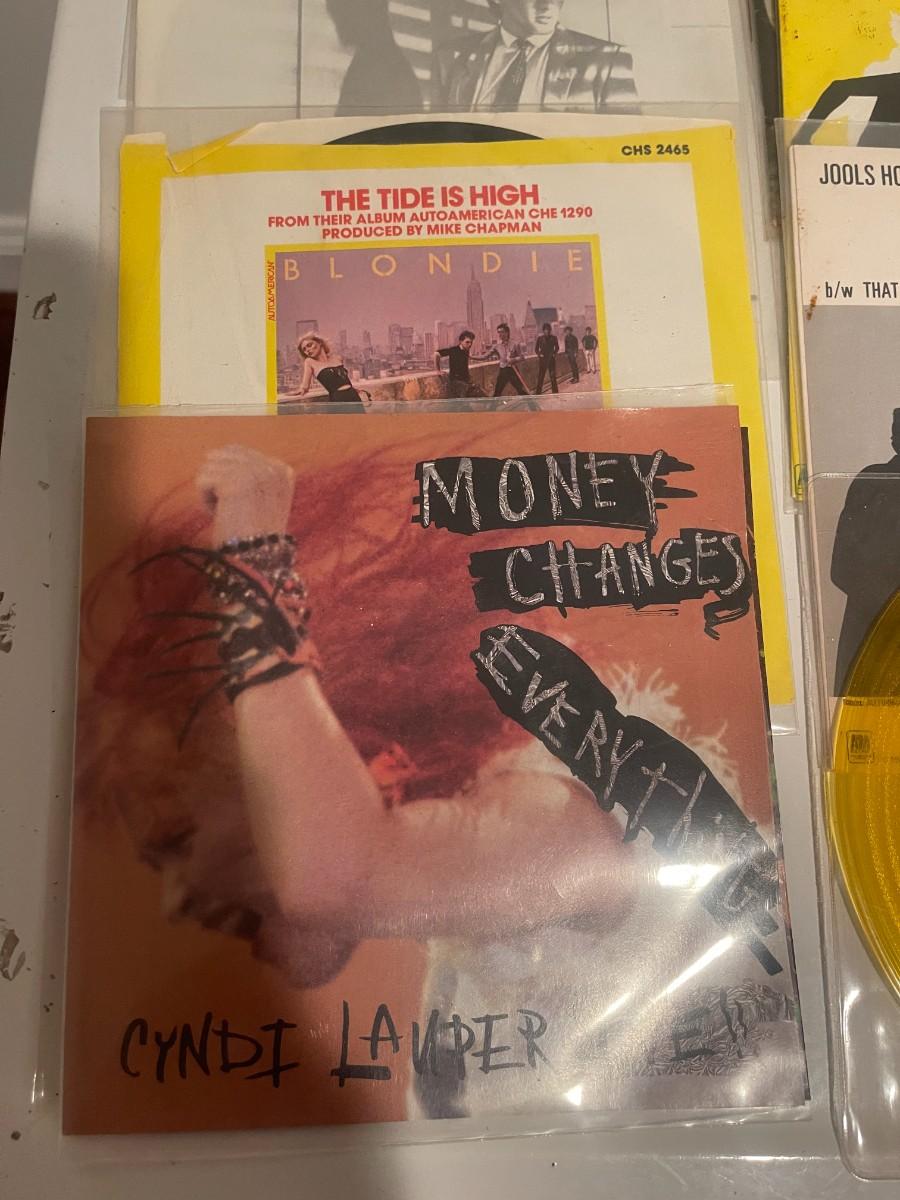 CHS 2465
THE TIDE IS HIGH
FROM THEIR ALBUM AUTOAMERICAN CHE 1290
PRODUCED BY MIKE CHAPMAN
BLONDIE
AUTOAMERICAN
MONEY
CHANGES
EVERYTHING
CYNDI LAUPER
JOOLS HO
b/w THAT